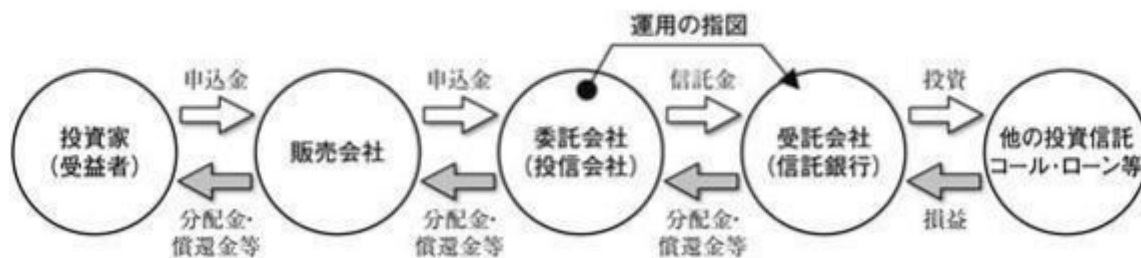 運用の指図
申込金
申込金
信託金
投資
投資家
(受益者)
販売会社
委託会社
(投信会社)
受託会社
(信託銀行)
他の投資信託
コール・ローン等
分配金・
償還金等
分配金・
償還金等
分配金・
償還金等
損益